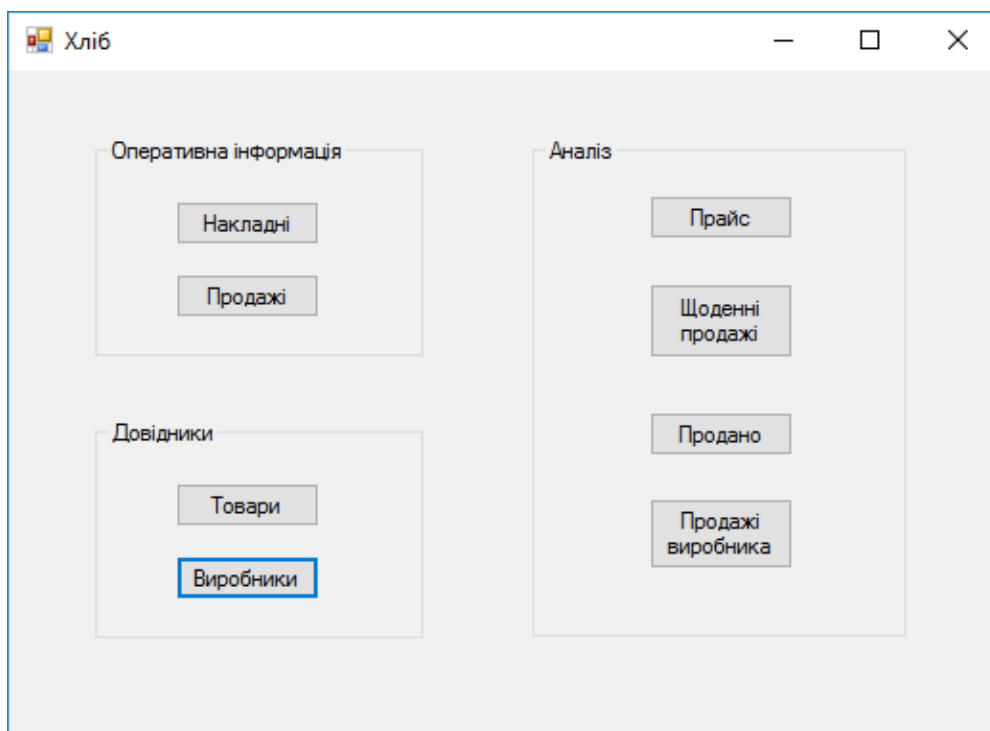 Хліб
Оперативна інформація
Накладні
Продажі
Довідники
Товари
Виробники
Аналіз
Прайс
Щоденні
продажі
Продано
Продажі
виробника